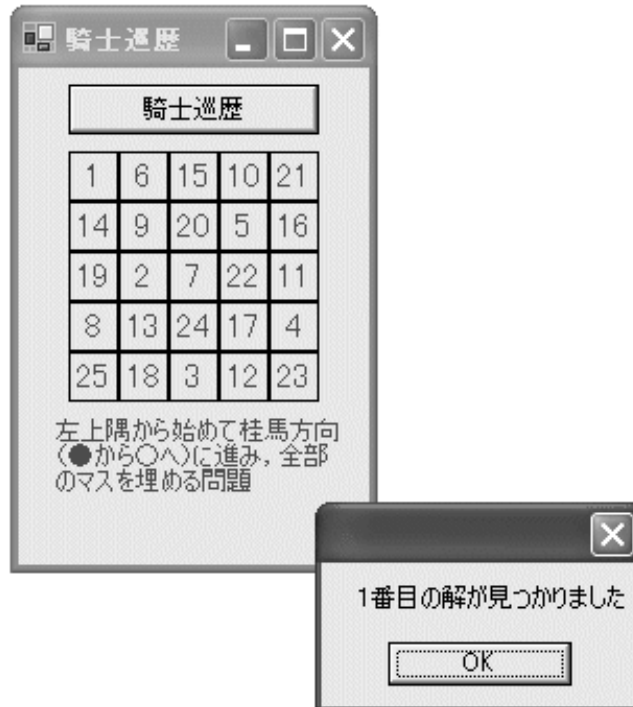 騎士巡歴
騎士巡歴
1 6 15 10 21
14 9 20 5 16
19 2 7 22 11
8 13 24 17 4
25 18 3 12 23
左上隅から始めて桂馬方向
(●から○へ)に進み，全部
のマスを埋める問題
1番目の解が見つかりました
OK